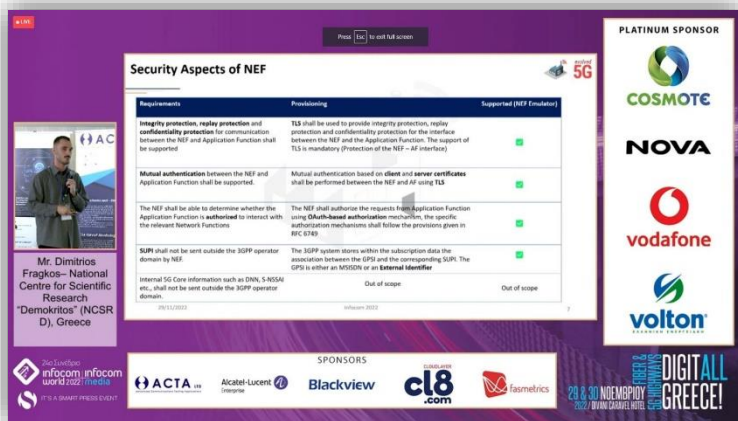 LIVE
Press Esc to exit full screen
Security Aspects of NEF
evolved
5G
Requirements
Provisioning
Supported (NEF Emulator)
Integrity protection, replay protection and
confidentiality protection for communication
between the NEF and Application Function shall
be supported
TLS shall be used to provide integrity protection, replay
protection and confidentiality protection for the interface
between the NEF and the Application Function. The support of
TLS is mandatory (Protection of the NEF – AF interface)
Mutual authentication between the NEF and
Application Function shall be supported.
Mutual authentication based on client and server certificates
shall be performed between the NEF and AF using TLS
The NEF shall be able to determine whether the
Application Function is authorized to interact with
the relevant Network Functions
The NEF shall authorize the requests from Application Function
using OAuth-based authorization mechanism, the specific
authorization mechanisms shall follow the provisions given in
RFC 6749
SUPI shall not be sent outside the 3GPP operator
domain by NEF.
The 3GPP system stores within the subscription data the
association between the GPSI and the corresponding SUPI. The
GPSI is either an MSISDN or an External Identifier
Internal 5G Core information such as DNN, S-NSSAI
etc., shall not be sent outside the 3GPP operator
domain.
Out of scope
Out of scope
29/11/2022
Infocom 2022
7
AC
Mr. Dimitrios
Fragkos– National
Centre for Scientific
Research
"Demokritos" (NCSR
D), Greece
PLATINUM SPONSOR
COSMOTE
NOVA
vodafone
volton
24ο Συνέδριο
infocom world 2022
infocom media
IT'S A SMART PRESS EVENT
SPONSORS
ACTA LTD
Alcatel-Lucent
Enterprise
Blackview
CLOUDLAYER
cl8
.com
fasmetrics
29 & 30 ΝΟΕΜΒΡΙΟΥ
2022 / DIVANI CARAVEL HOTEL
FIBER &
5G HIGHWAYS
DIGITALL
GREECE!